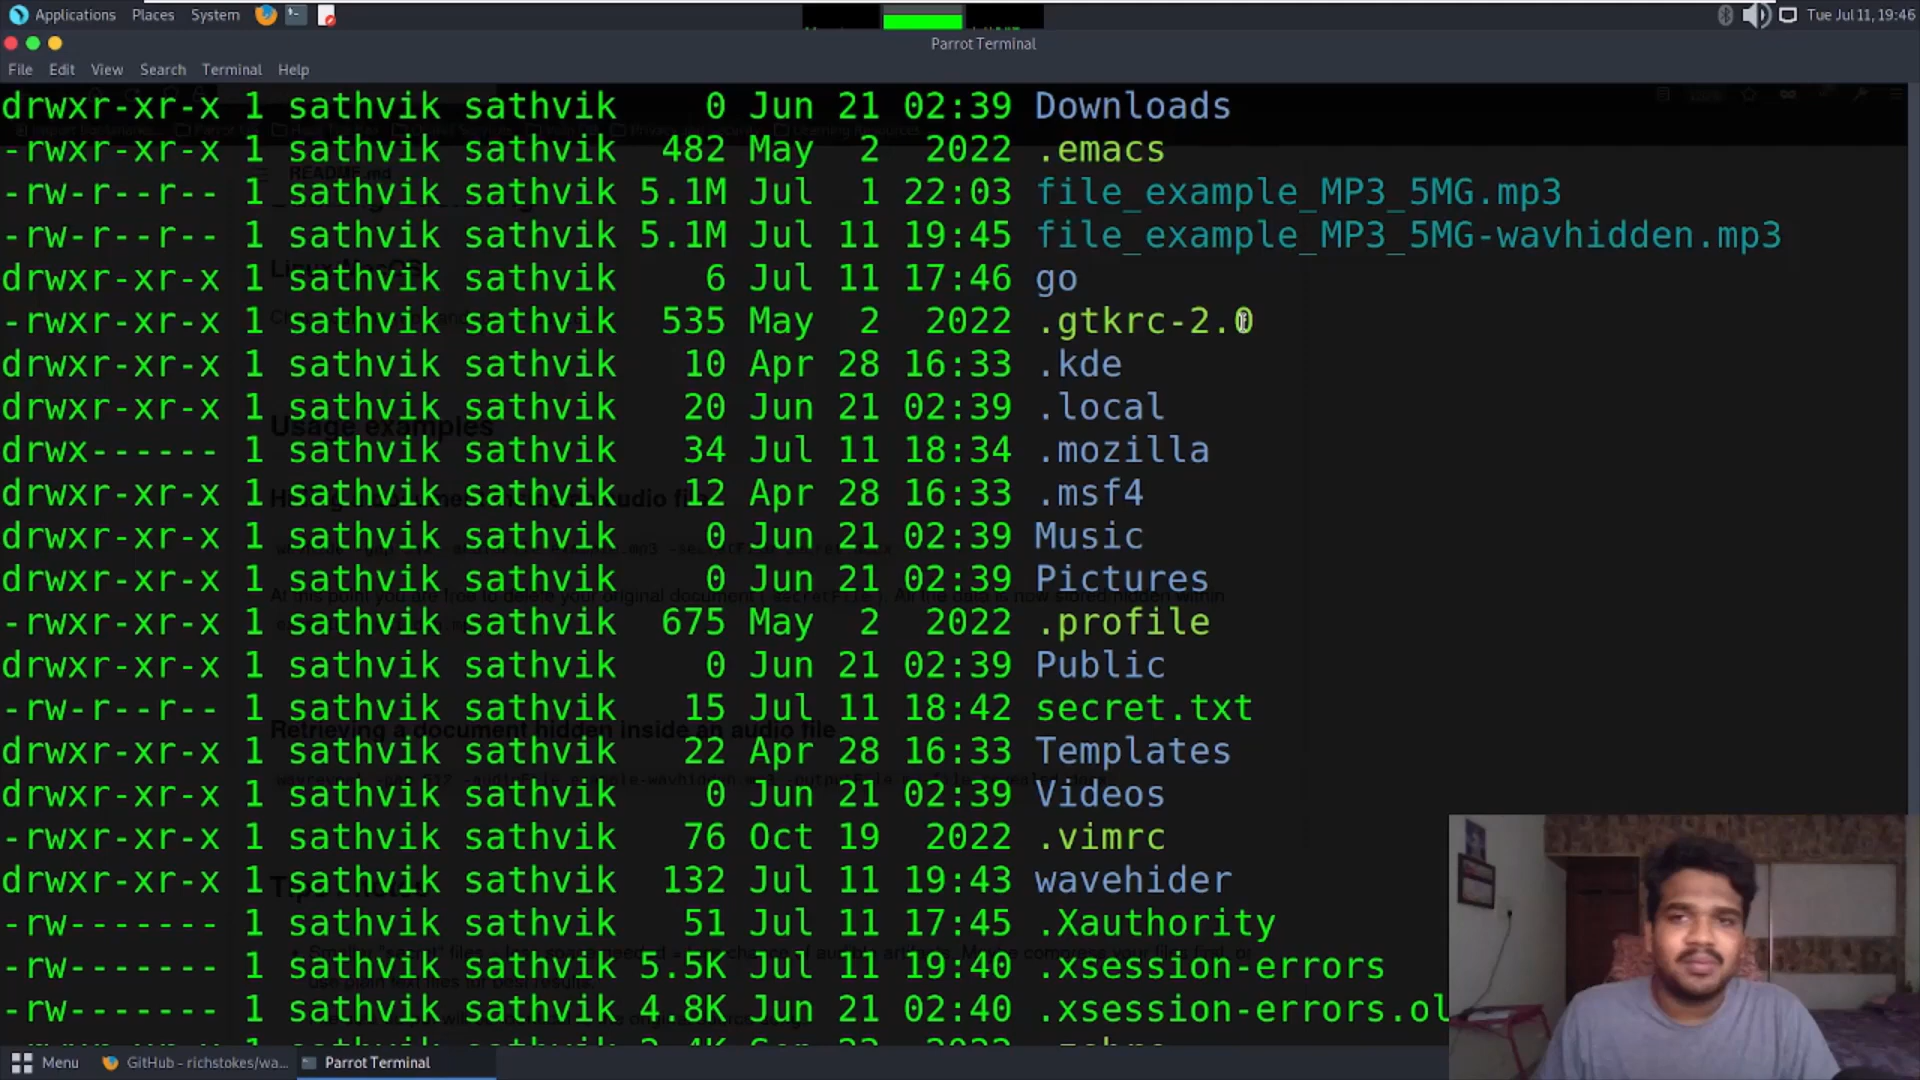 Applications Places System
Tue Jul 11, 19:46
Parrot Terminal
File Edit View Search Terminal Help
drwxr-xr-x 1 sathvik sathvik 0 Jun 21 02:39 Downloads
-rwxr-xr-x 1 sathvik sathvik 482 May 2 2022 .emacs
README.md
-rw-r--r-- 1 sathvik sathvik 5.1M Jul 1 22:03 file_example_MP3_5MG.mp3
-rw-r--r-- 1 sathvik sathvik 5.1M Jul 11 19:45 file_example_MP3_5MG-wavhidden.mp3
drwxr-xr-x 1 sathvik sathvik 6 Jul 11 17:46 go
-rwxr-xr-x 1 sathvik sathvik 535 May 2 2022 .gtkrc-2.0
drwxr-xr-x 1 sathvik sathvik 10 Apr 28 16:33 .kde
drwxr-xr-x 1 sathvik sathvik 20 Jun 21 02:39 .local
Usage examples
drwx------ 1 sathvik sathvik 34 Jul 11 18:34 .mozilla
drwxr-xr-x 1 sathvik sathvik 12 Apr 28 16:33 .msf4
drwxr-xr-x 1 sathvik sathvik 0 Jun 21 02:39 Music
drwxr-xr-x 1 sathvik sathvik 0 Jun 21 02:39 Pictures
-rwxr-xr-x 1 sathvik sathvik 675 May 2 2022 .profile
drwxr-xr-x 1 sathvik sathvik 0 Jun 21 02:39 Public
-rw-r--r-- 1 sathvik sathvik 15 Jul 11 18:42 secret.txt
Retrieving a document hidden inside an audio file
drwxr-xr-x 1 sathvik sathvik 22 Apr 28 16:33 Templates
drwxr-xr-x 1 sathvik sathvik 0 Jun 21 02:39 Videos
-rwxr-xr-x 1 sathvik sathvik 76 Oct 19 2022 .vimrc
drwxr-xr-x 1 sathvik sathvik 132 Jul 11 19:43 wavehider
-rw------- 1 sathvik sathvik 51 Jul 11 17:45 .Xauthority
-rw------- 1 sathvik sathvik 5.5K Jul 11 19:40 .xsession-errors
-rw------- 1 sathvik sathvik 4.8K Jun 21 02:40 .xsession-errors.ol
Menu GitHub - richstokes/wa... Parrot Terminal